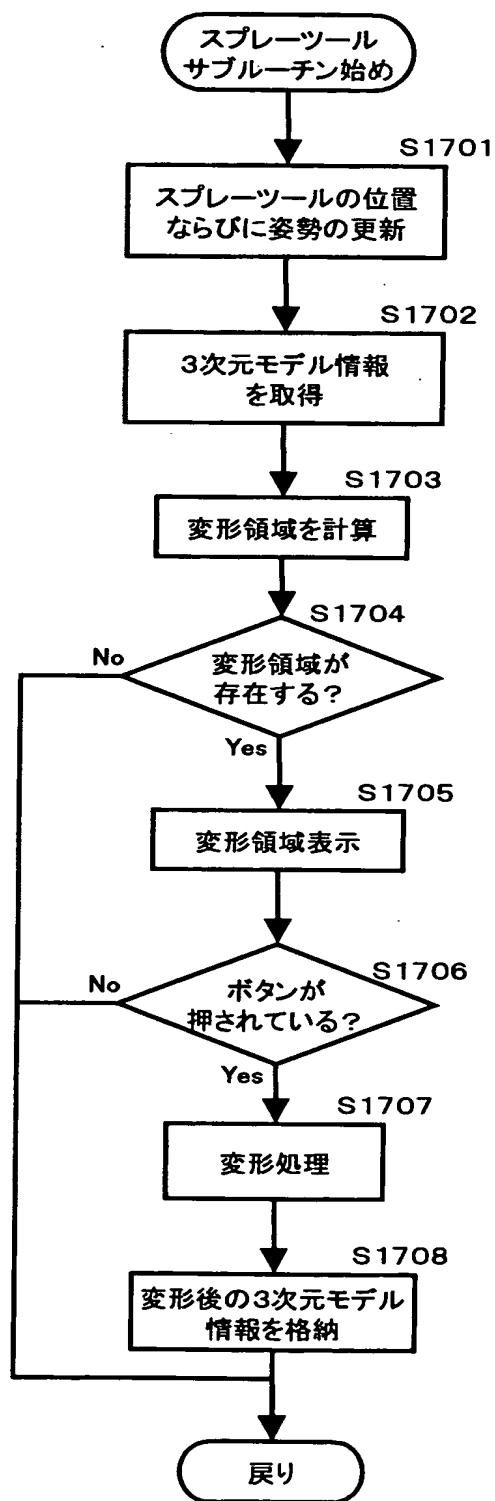 スプレーツール
サブルーチン始め
S1701
スプレーツールの位置
ならびに姿勢の更新
S1702
3次元モデル情報
を取得
S1703
変形領域を計算
S1704
No
変形領域が
存在する?
Yes
S1705
変形領域表示
S1706
No
ボタンが
押されている?
Yes
S1707
変形処理
S1708
変形後の3次元モデル
情報を格納
戻り